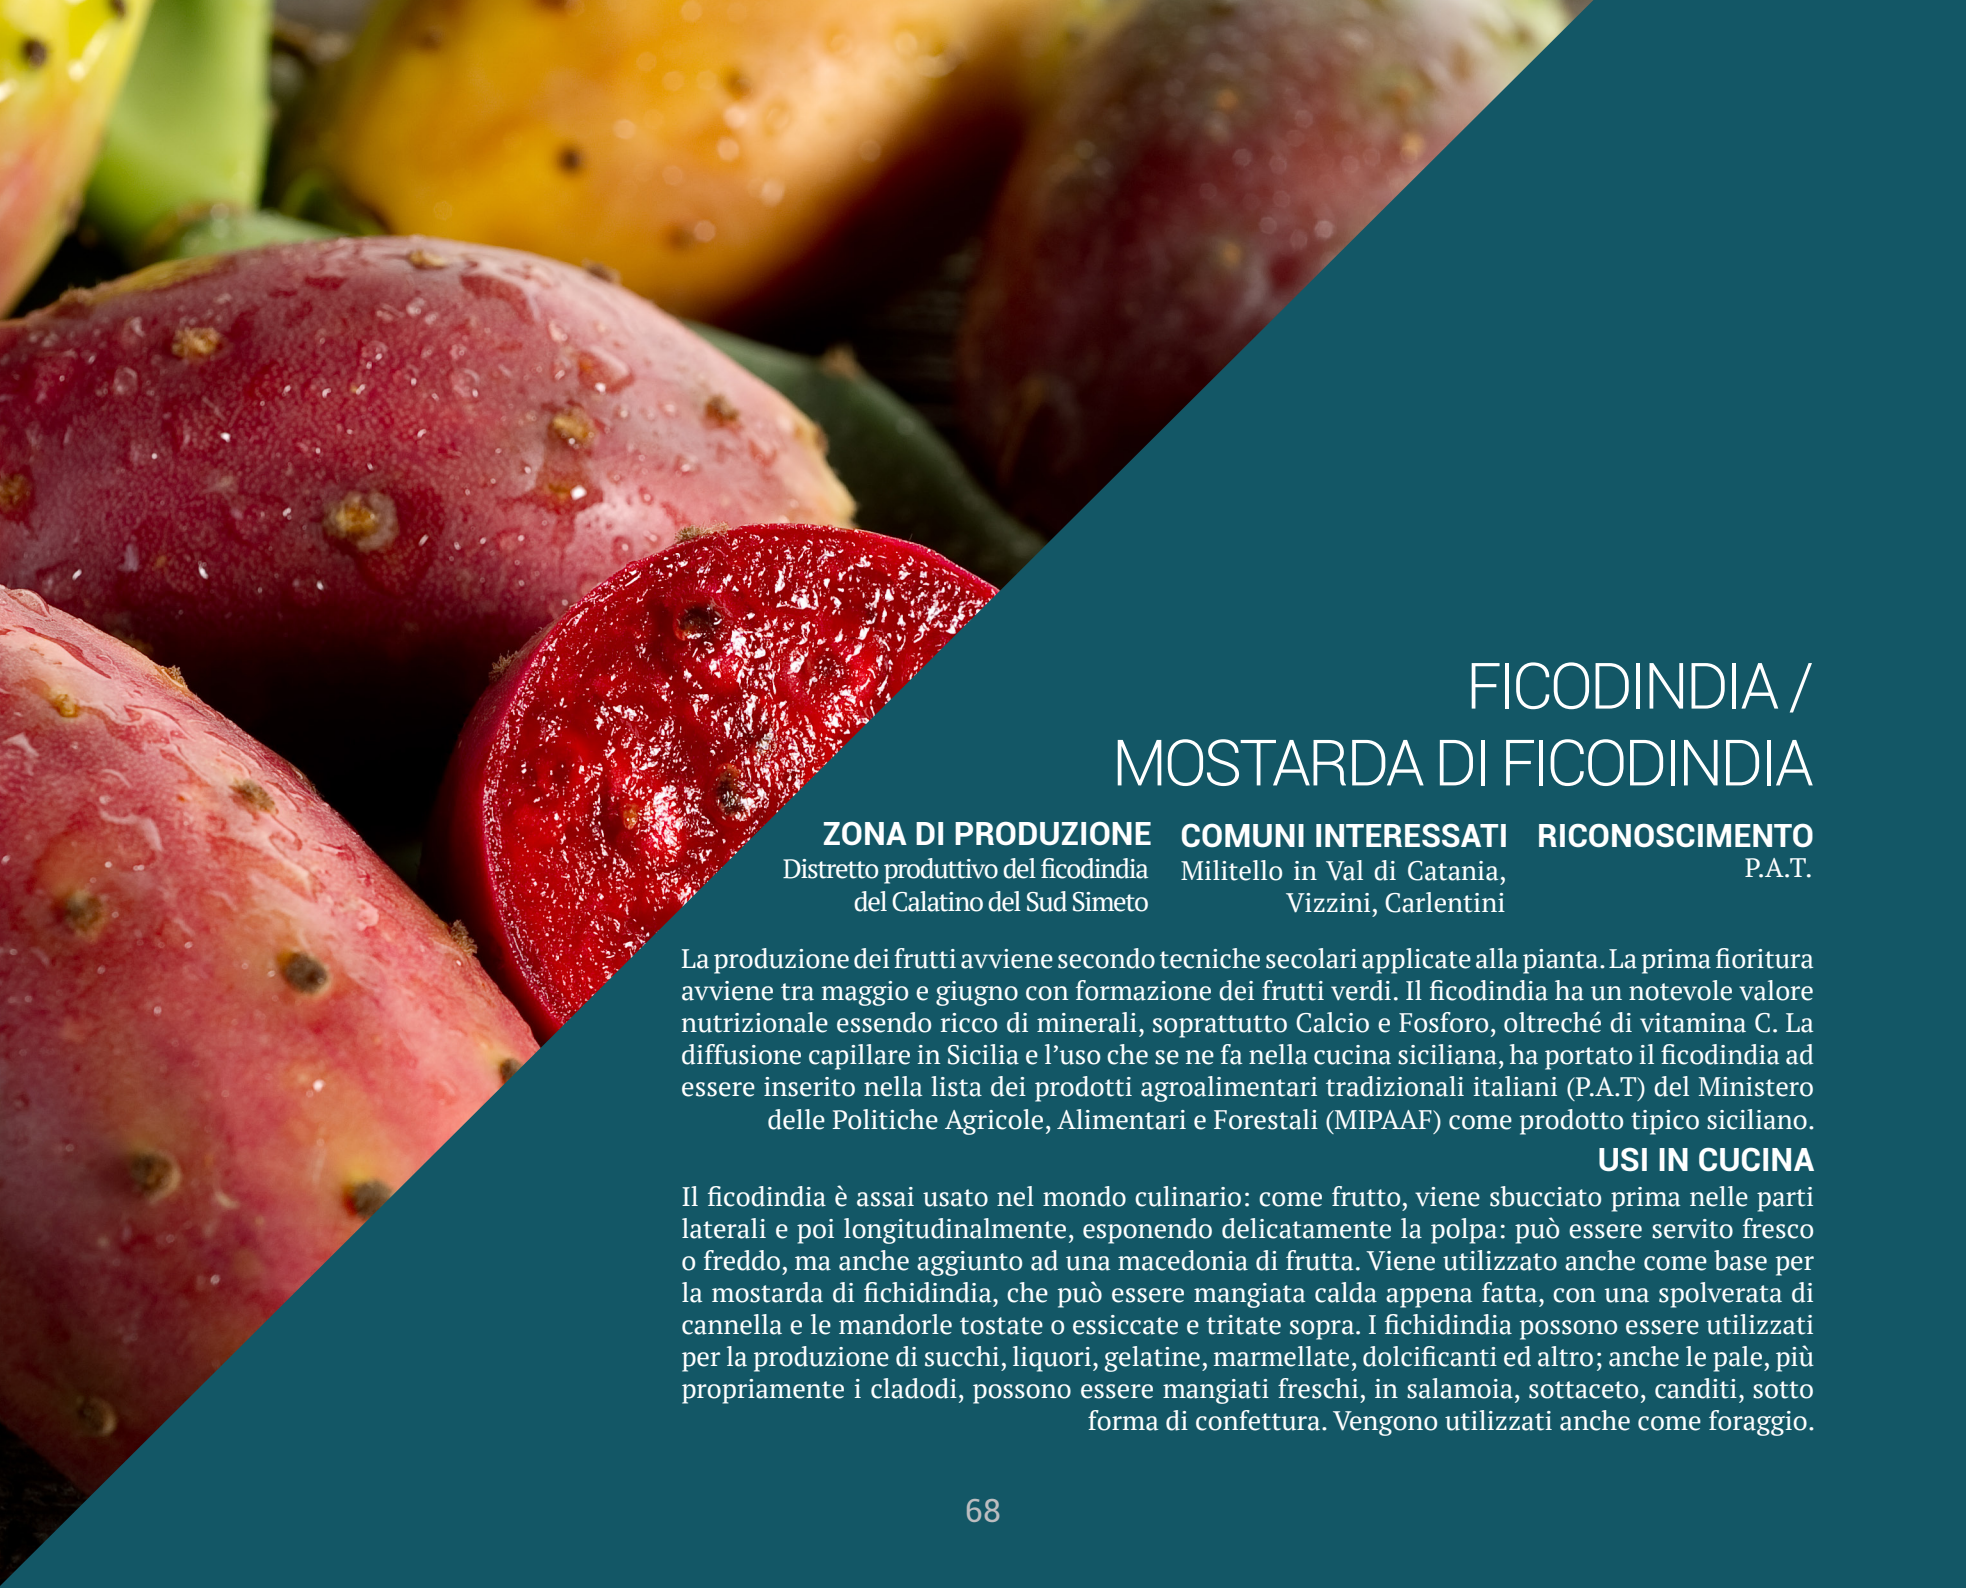 FICODINDIA /
MOSTARDA DI FICODINDIA
ZONA DI PRODUZIONE
Distretto produttivo del ficodindia
del Calatino del Sud Simeto
COMUNI INTERESSATI
Militello in Val di Catania,
Vizzini, Carlentini
RICONOSCIMENTO
P.A.T.
La produzione dei frutti avviene secondo tecniche secolari applicate alla pianta. La prima fioritura
avviene tra maggio e giugno con formazione dei frutti verdi. Il ficodindia ha un notevole valore
nutrizionale essendo ricco di minerali, soprattutto Calcio e Fosforo, oltreché di vitamina C. La
diffusione capillare in Sicilia e l’uso che se ne fa nella cucina siciliana, ha portato il ficodindia ad
essere inserito nella lista dei prodotti agroalimentari tradizionali italiani (P.A.T) del Ministero
delle Politiche Agricole, Alimentari e Forestali (MIPAAF) come prodotto tipico siciliano.
USI IN CUCINA
Il ficodindia è assai usato nel mondo culinario: come frutto, viene sbucciato prima nelle parti
laterali e poi longitudinalmente, esponendo delicatamente la polpa: può essere servito fresco
o freddo, ma anche aggiunto ad una macedonia di frutta. Viene utilizzato anche come base per
la mostarda di fichidindia, che può essere mangiata calda appena fatta, con una spolverata di
cannella e le mandorle tostate o essiccate e tritate sopra. I fichidindia possono essere utilizzati
per la produzione di succhi, liquori, gelatine, marmellate, dolcificanti ed altro; anche le pale, più
propriamente i cladodi, possono essere mangiati freschi, in salamoia, sottaceto, canditi, sotto
forma di confettura. Vengono utilizzati anche come foraggio.
68